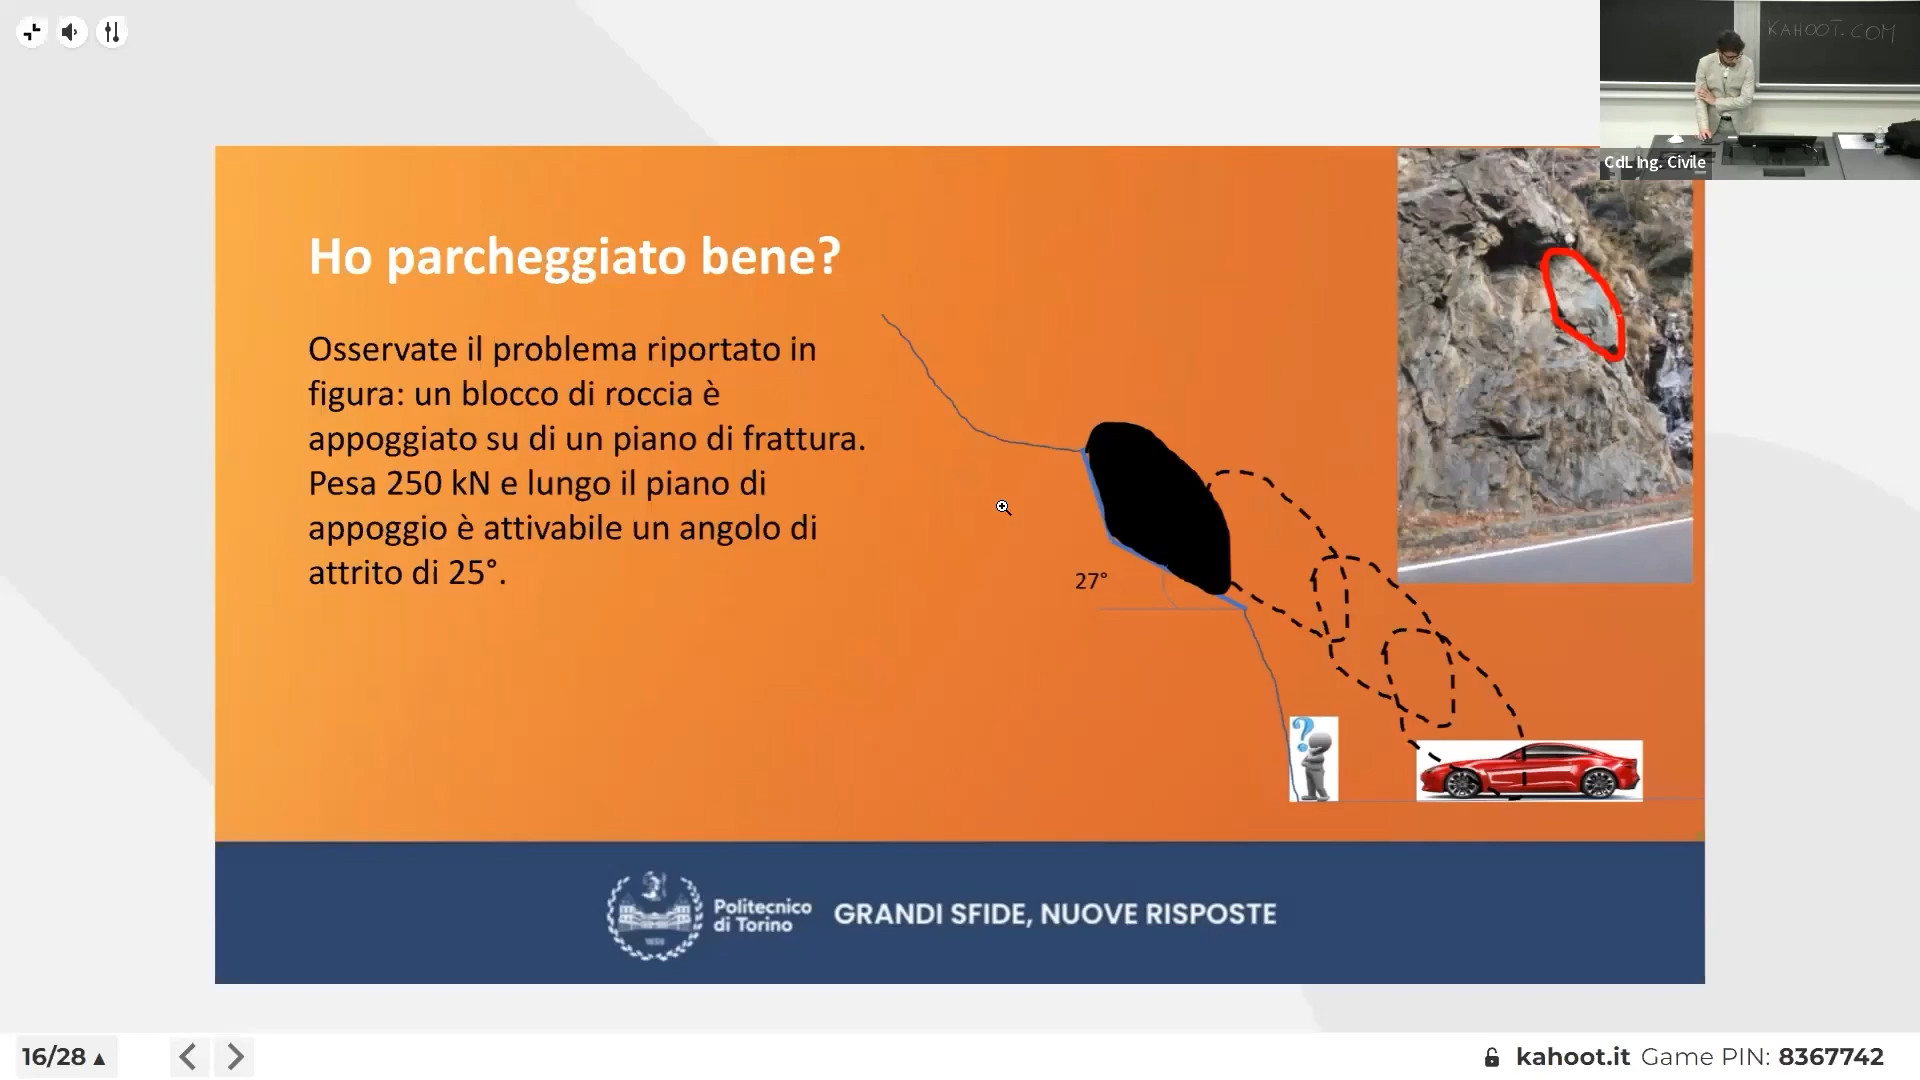 KAHOOT.COM
CdL Ing. Civile
Ho parcheggiato bene?
Osservate il problema riportato in
figura: un blocco di roccia è
appoggiato su di un piano di frattura.
Pesa 250 kN e lungo il piano di
appoggio è attivabile un angolo di
attrito di 25°.
27°
?
Politecnico
di Torino
GRANDI SFIDE, NUOVE RISPOSTE
16/28
kahoot.it Game PIN: 8367742